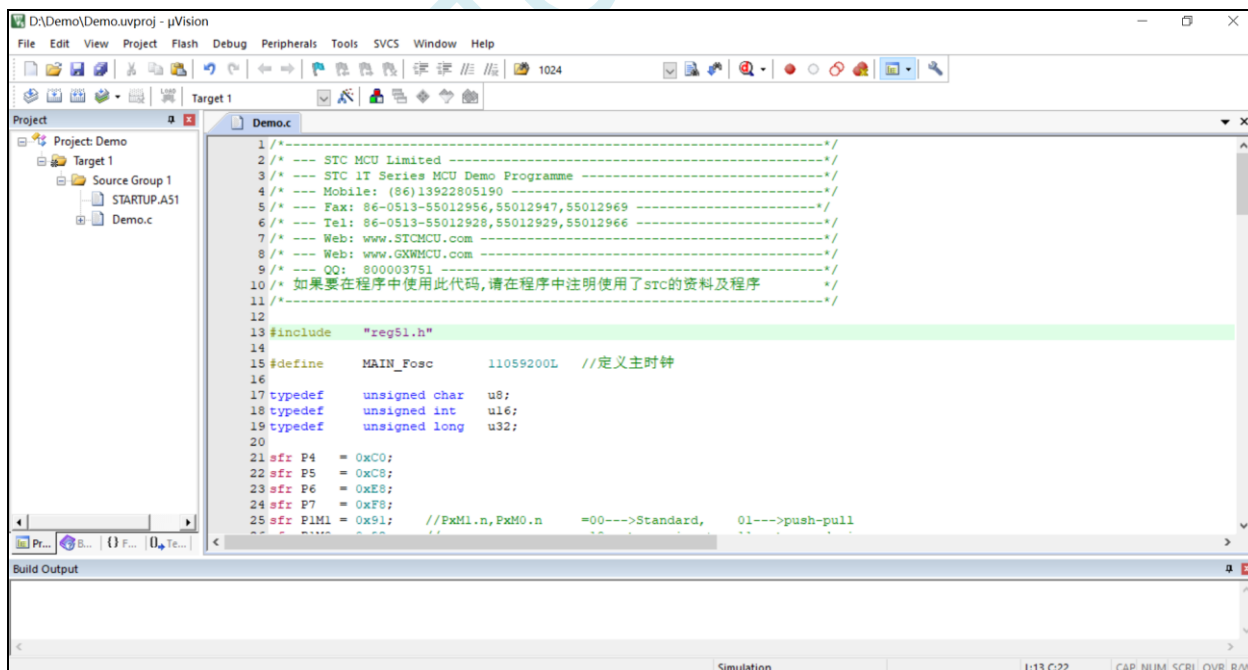 D:\Demo\Demo.uvproj - µVision
File Edit View Project Flash Debug Peripherals Tools SVCS Window Help
1024
Target 1
Project
Demo.c
Project: Demo
Target 1
Source Group 1
STARTUP.A51
Demo.c
1 /*---------------------------------------------------------------------*/
2 /* --- STC MCU Limited ------------------------------------------------*/
3 /* --- STC 1T Series MCU Demo Programme -------------------------------*/
4 /* --- Mobile: (86)13922805190 ----------------------------------------*/
5 /* --- Fax: 86-0513-55012956,55012947,55012969 ------------------------*/
6 /* --- Tel: 86-0513-55012928,55012929,55012966 ------------------------*/
7 /* --- Web: www.STCMCU.com --------------------------------------------*/
8 /* --- Web: www.GXWMCU.com --------------------------------------------*/
9 /* --- QQ: 800003751 -------------------------------------------------*/
10 /* 如果要在程序中使用此代码,请在程序中注明使用了STC的资料及程序 */
11 /*---------------------------------------------------------------------*/
12
13 #include "reg51.h"
14
15 #define MAIN_Fosc 11059200L //定义主时钟
16
17 typedef unsigned char u8;
18 typedef unsigned int u16;
19 typedef unsigned long u32;
20
21 sfr P4 = 0xC0;
22 sfr P5 = 0xC8;
23 sfr P6 = 0xE8;
24 sfr P7 = 0xF8;
25 sfr P1M1 = 0x91; //PxM1.n,PxM0.n =00--->Standard, 01--->push-pull
Pr... B... {} F... Te...
Build Output
Simulation L:13 C:22 CAP NUM SCRL OVR R/W